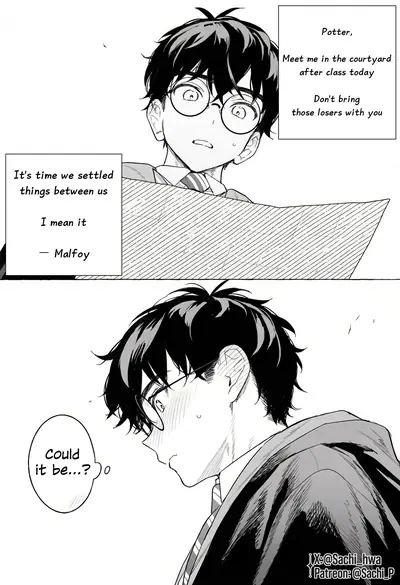 Potter,
Meet me in the courtyard
after class today
Don't bring
those losers with you
It's time we settled
things between us
I mean it
— Malfoy
Could
it be...?
X:@Sachi_hwa
Patreon: @Sachi_P